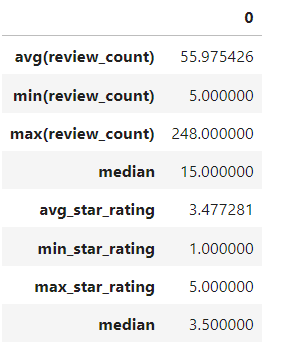 0
avg(review_count) 55.975426
min(review_count) 5.000000
max(review_count) 248.000000
median 15.000000
avg_star_rating 3.477281
min_star_rating 1.000000
max_star_rating 5.000000
median 3.500000